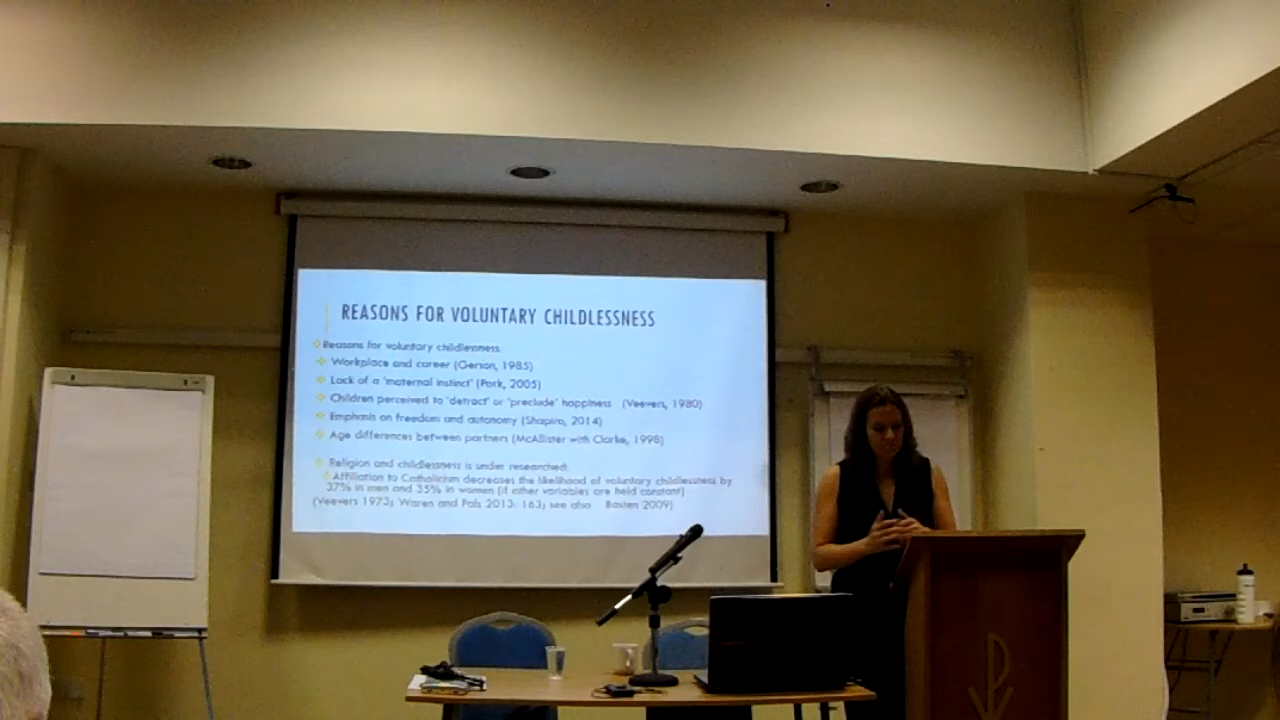 REASONS FOR VOLUNTARY CHILDLESSNESS
Reasons for voluntary childlessness:
Workplace and career (Gerson, 1985)
Lack of a 'maternal instinct' (Park, 2005)
Children perceived to 'detract' or 'preclude' happiness (Veevers, 1980)
Emphasis on freedom and autonomy (Shapiro, 2014)
Age differences between partners (McAllister with Clarke, 1998)
Religion and childlessness is under researched:
Affiliation to Catholicism decreases the likelihood of voluntary childlessness by
37% in men and 35% in women (if other variables are held constant)
(Veevers 1973; Waren and Pals 2013: 163; see also Basten 2009)